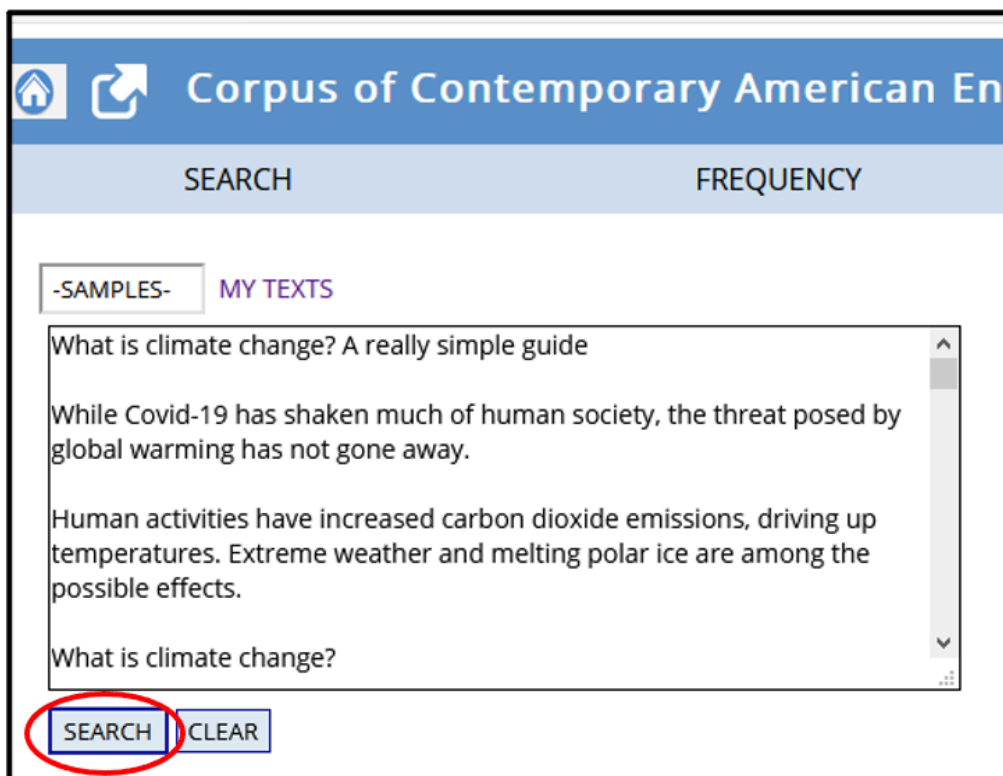 Corpus of Contemporary American En
SEARCH FREQUENCY
-SAMPLES- MY TEXTS
What is climate change? A really simple guide
While Covid-19 has shaken much of human society, the threat posed by
global warming has not gone away.
Human activities have increased carbon dioxide emissions, driving up
temperatures. Extreme weather and melting polar ice are among the
possible effects.
What is climate change?
SEARCH CLEAR